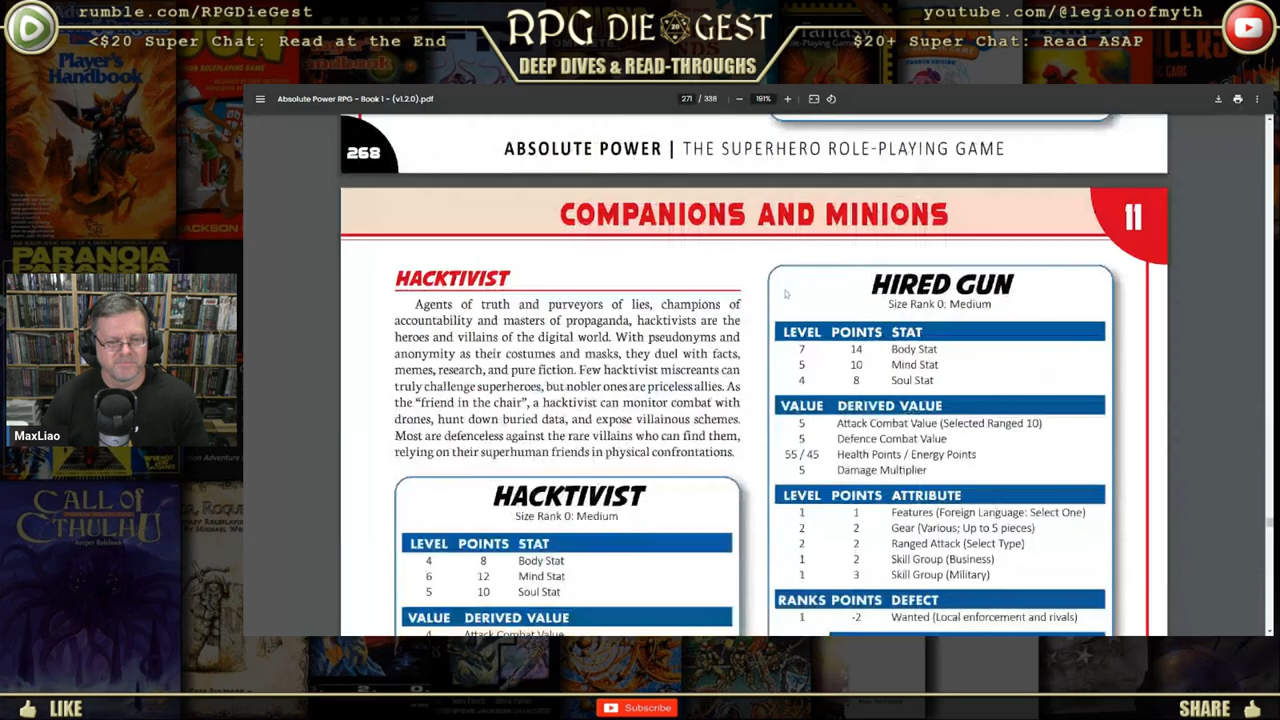 rumble.com/RPGDieGest
<$20 Super Chat: Read at the End
RPG DIE GEST
DEEP DIVES & READ-THROUGHS
youtube.com/@legionofmyth
$20+ Super Chat: Read ASAP
Player's
Handbook
PARANOIA
CALL OF
CTHULHU
MaxLiao
Absolute Power RPG - Book 1 - (v1.2.0).pdf
271 / 338
191%
268
ABSOLUTE POWER | THE SUPERHERO ROLE-PLAYING GAME
COMPANIONS AND MINIONS
11
HACKTIVIST
Agents of truth and purveyors of lies, champions of
accountability and masters of propaganda, hacktivists are the
heroes and villains of the digital world. With pseudonyms and
anonymity as their costumes and masks, they duel with facts,
memes, research, and pure fiction. Few hacktivist miscreants can
truly challenge superheroes, but nobler ones are priceless allies. As
the "friend in the chair", a hacktivist can monitor combat with
drones, hunt down buried data, and expose villainous schemes.
Most are defenceless against the rare villains who can find them,
relying on their superhuman friends in physical confrontations.
HACKTIVIST
Size Rank 0: Medium
LEVEL POINTS STAT
4 8 Body Stat
6 12 Mind Stat
5 10 Soul Stat
VALUE DERIVED VALUE
4 Attack Combat Value
HIRED GUN
Size Rank 0: Medium
LEVEL POINTS STAT
7 14 Body Stat
5 10 Mind Stat
4 8 Soul Stat
VALUE DERIVED VALUE
5 Attack Combat Value (Selected Ranged 10)
5 Defence Combat Value
55 / 45 Health Points / Energy Points
5 Damage Multiplier
LEVEL POINTS ATTRIBUTE
1 1 Features (Foreign Language: Select One)
2 2 Gear (Various; Up to 5 pieces)
2 2 Ranged Attack (Select Type)
1 2 Skill Group (Business)
1 3 Skill Group (Military)
RANKS POINTS DEFECT
1 -2 Wanted (Local enforcement and rivals)
LIKE
Subscribe
SHARE